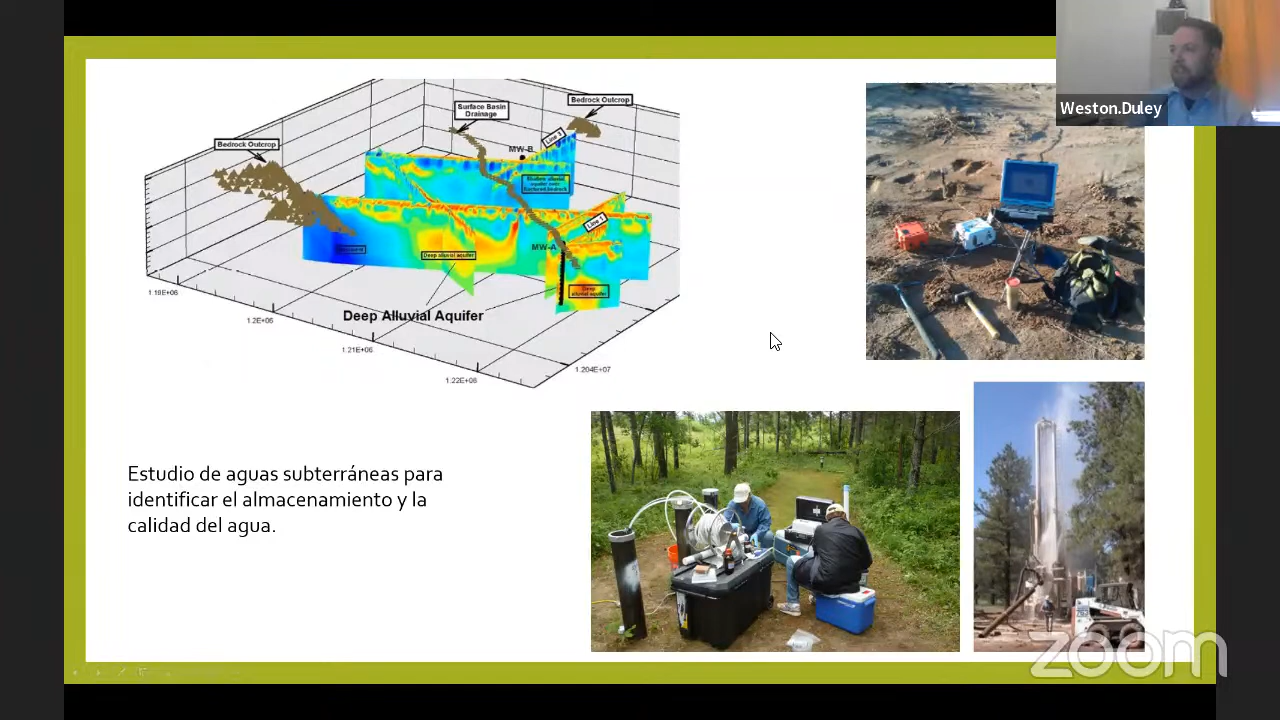 Weston.Duley
Bedrock Outcrop
Surface Basin
Drainage
Bedrock Outcrop
Line 3
MW-B
Line 1
MW-A
Deep alluvial aquifer
Deep
alluvial aquifer
Deep Alluvial Aquifer
1.19E+06
1.2E+06
1.21E+06
1.22E+06
1.204E+07
Estudio de aguas subterráneas para
identificar el almacenamiento y la
calidad del agua.
zoom